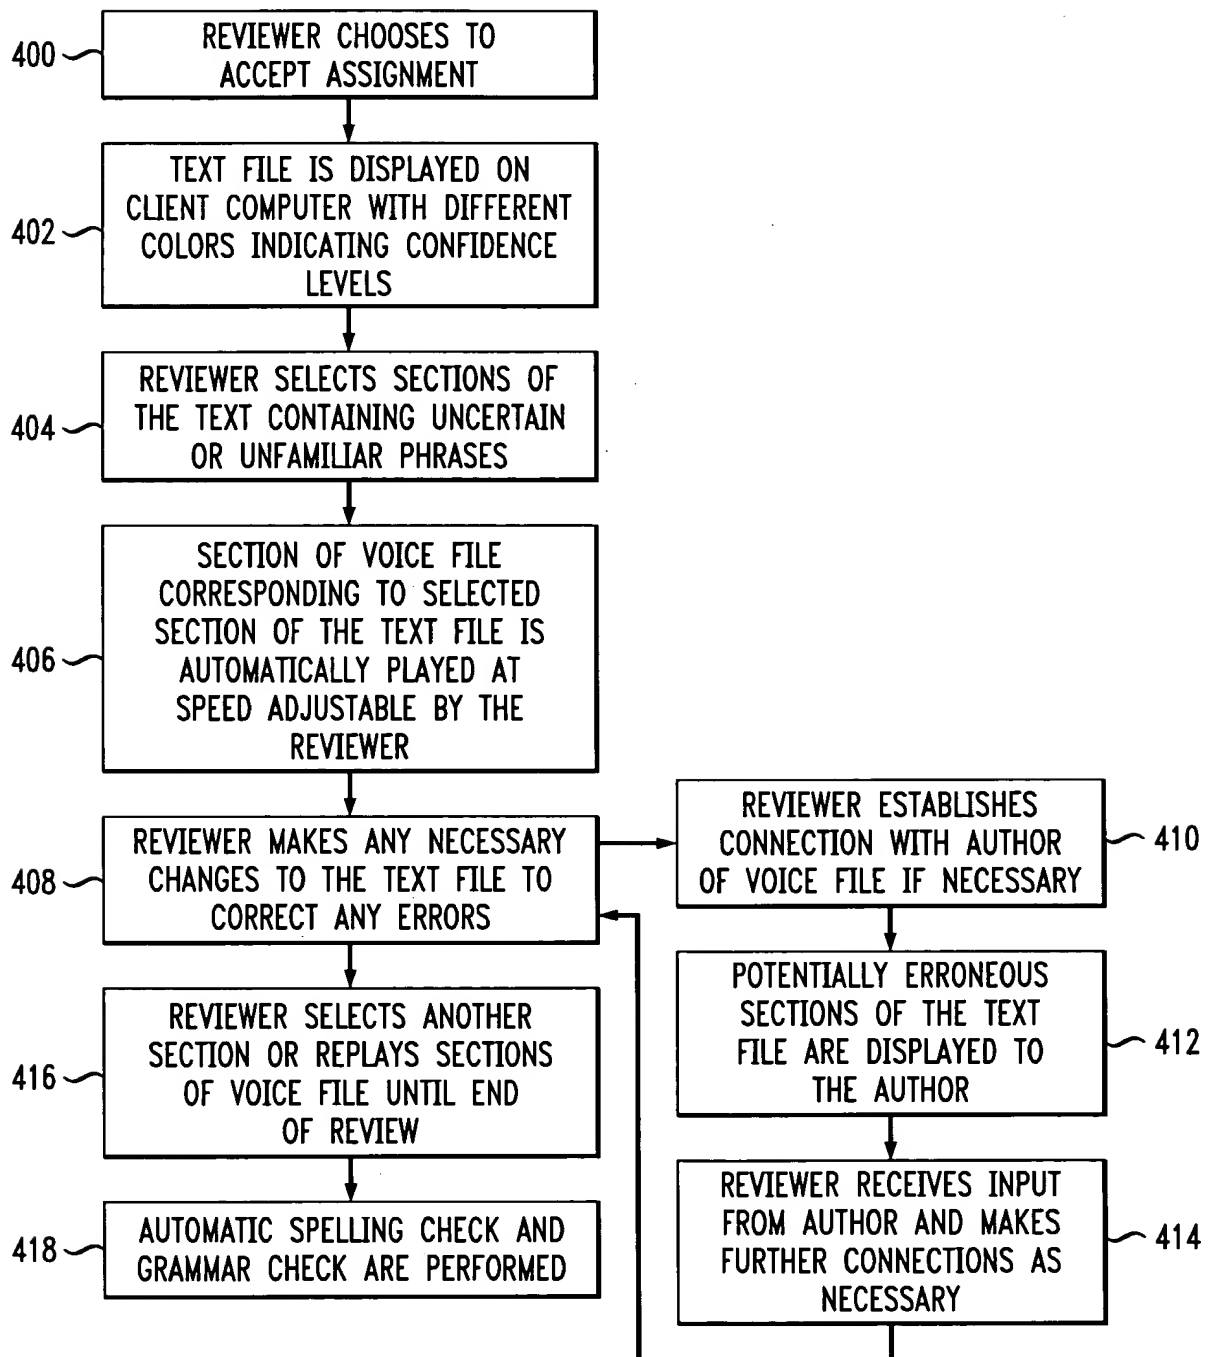 400
REVIEWER CHOOSES TO
ACCEPT ASSIGNMENT
402
TEXT FILE IS DISPLAYED ON
CLIENT COMPUTER WITH DIFFERENT
COLORS INDICATING CONFIDENCE
LEVELS
404
REVIEWER SELECTS SECTIONS OF
THE TEXT CONTAINING UNCERTAIN
OR UNFAMILIAR PHRASES
406
SECTION OF VOICE FILE
CORRESPONDING TO SELECTED
SECTION OF THE TEXT FILE IS
AUTOMATICALLY PLAYED AT
SPEED ADJUSTABLE BY THE
REVIEWER
408
REVIEWER MAKES ANY NECESSARY
CHANGES TO THE TEXT FILE TO
CORRECT ANY ERRORS
REVIEWER ESTABLISHES
CONNECTION WITH AUTHOR
OF VOICE FILE IF NECESSARY
410
POTENTIALLY ERRONEOUS
SECTIONS OF THE TEXT
FILE ARE DISPLAYED TO
THE AUTHOR
412
REVIEWER RECEIVES INPUT
FROM AUTHOR AND MAKES
FURTHER CONNECTIONS AS
NECESSARY
414
416
REVIEWER SELECTS ANOTHER
SECTION OR REPLAYS SECTIONS
OF VOICE FILE UNTIL END
OF REVIEW
418
AUTOMATIC SPELLING CHECK AND
GRAMMAR CHECK ARE PERFORMED